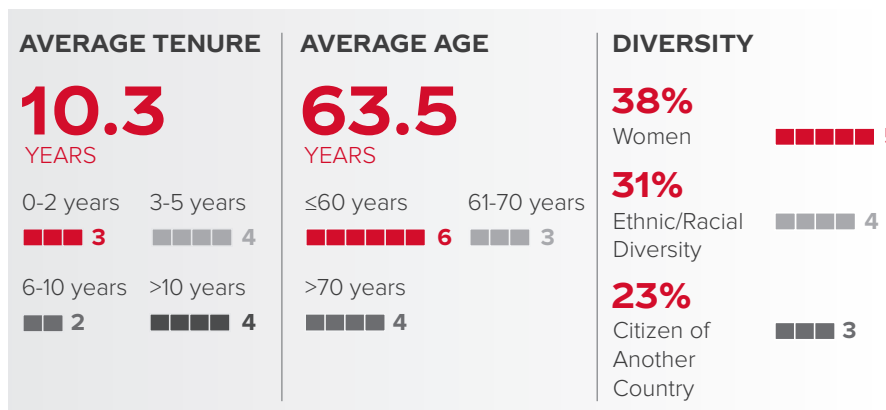 AVERAGE TENURE
10.3
YEARS
0-2 years 3-5 years
3 4
6-10 years >10 years
2 4
AVERAGE AGE
63.5
YEARS
≤60 years 61-70 years
6 3
>70 years
4
DIVERSITY
38%
Women
31%
Ethnic/Racial 4
Diversity
23%
Citizen of 3
Another
Country